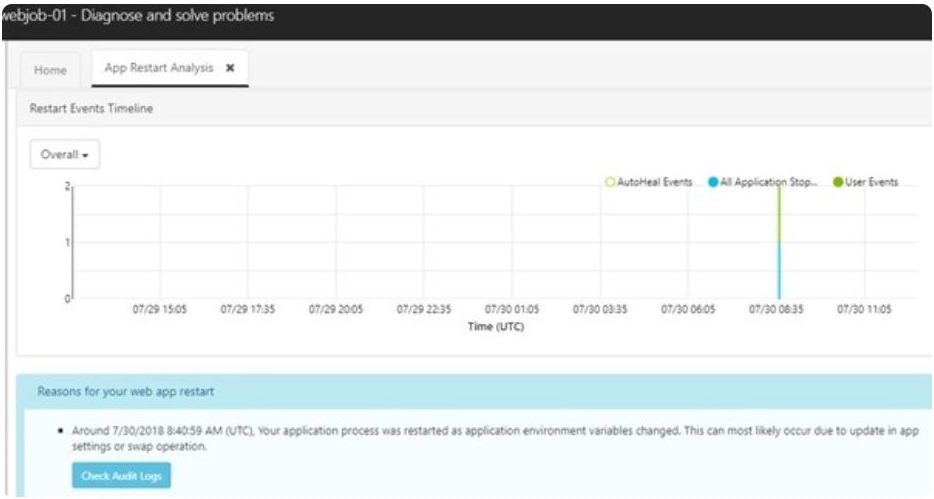 webjob-01 - Diagnose and solve problems
Home
App Restart Analysis ✖
Restart Events Timeline
Overall
AutoHeal Events
All Application Stop...
User Events
2
1
0
07/29 15:05
07/29 17:35
07/29 20:05
07/29 22:35
07/30 01:05
07/30 03:35
07/30 06:05
07/30 08:35
07/30 11:05
Time (UTC)
Reasons for your web app restart
Around 7/30/2018 8:40:59 AM (UTC), Your application process was restarted as application environment variables changed. This can most likely occur due to update in app
settings or swap operation.
Check Audit Logs